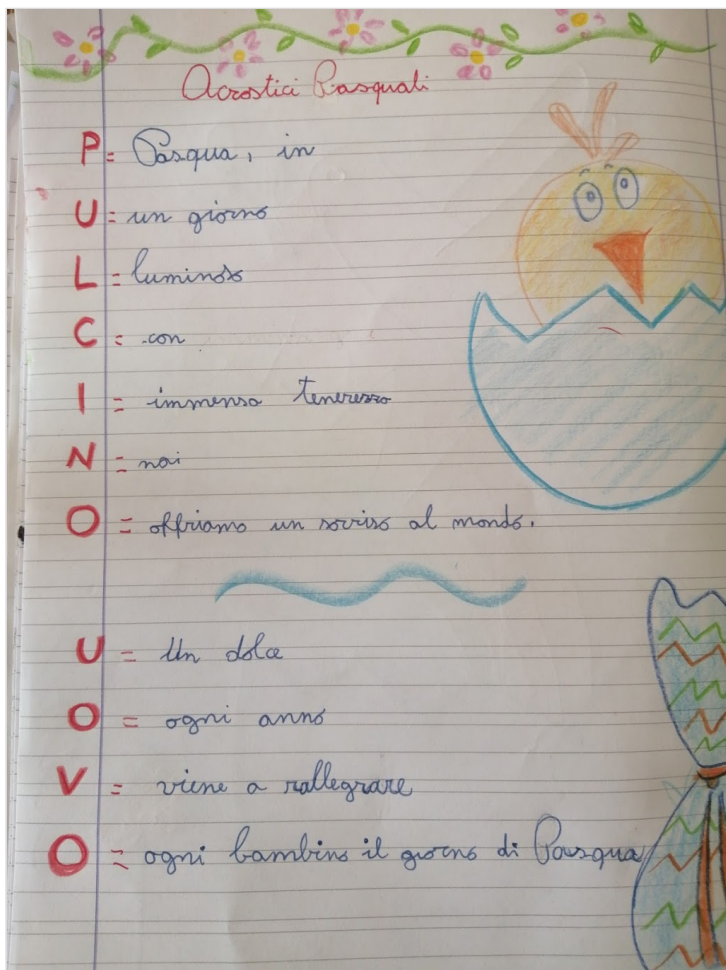 Acrostici Pasquali
P = Pasqua, in
U = un giorno
L = luminoso
C = con
I = immensa tenerezza
N = noi
O = offriamo un sorriso al mondo.
U = Un dolce
O = ogni anno
V = viene a rallegrare
O = ogni bambino il giorno di Pasqua